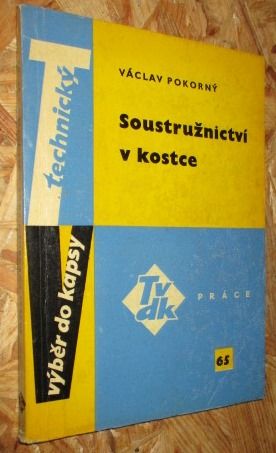 Technický
výběr do kapsy
VÁCLAV POKORNÝ
Soustružnictví
v kostce
Tv
dk
PRÁCE
65